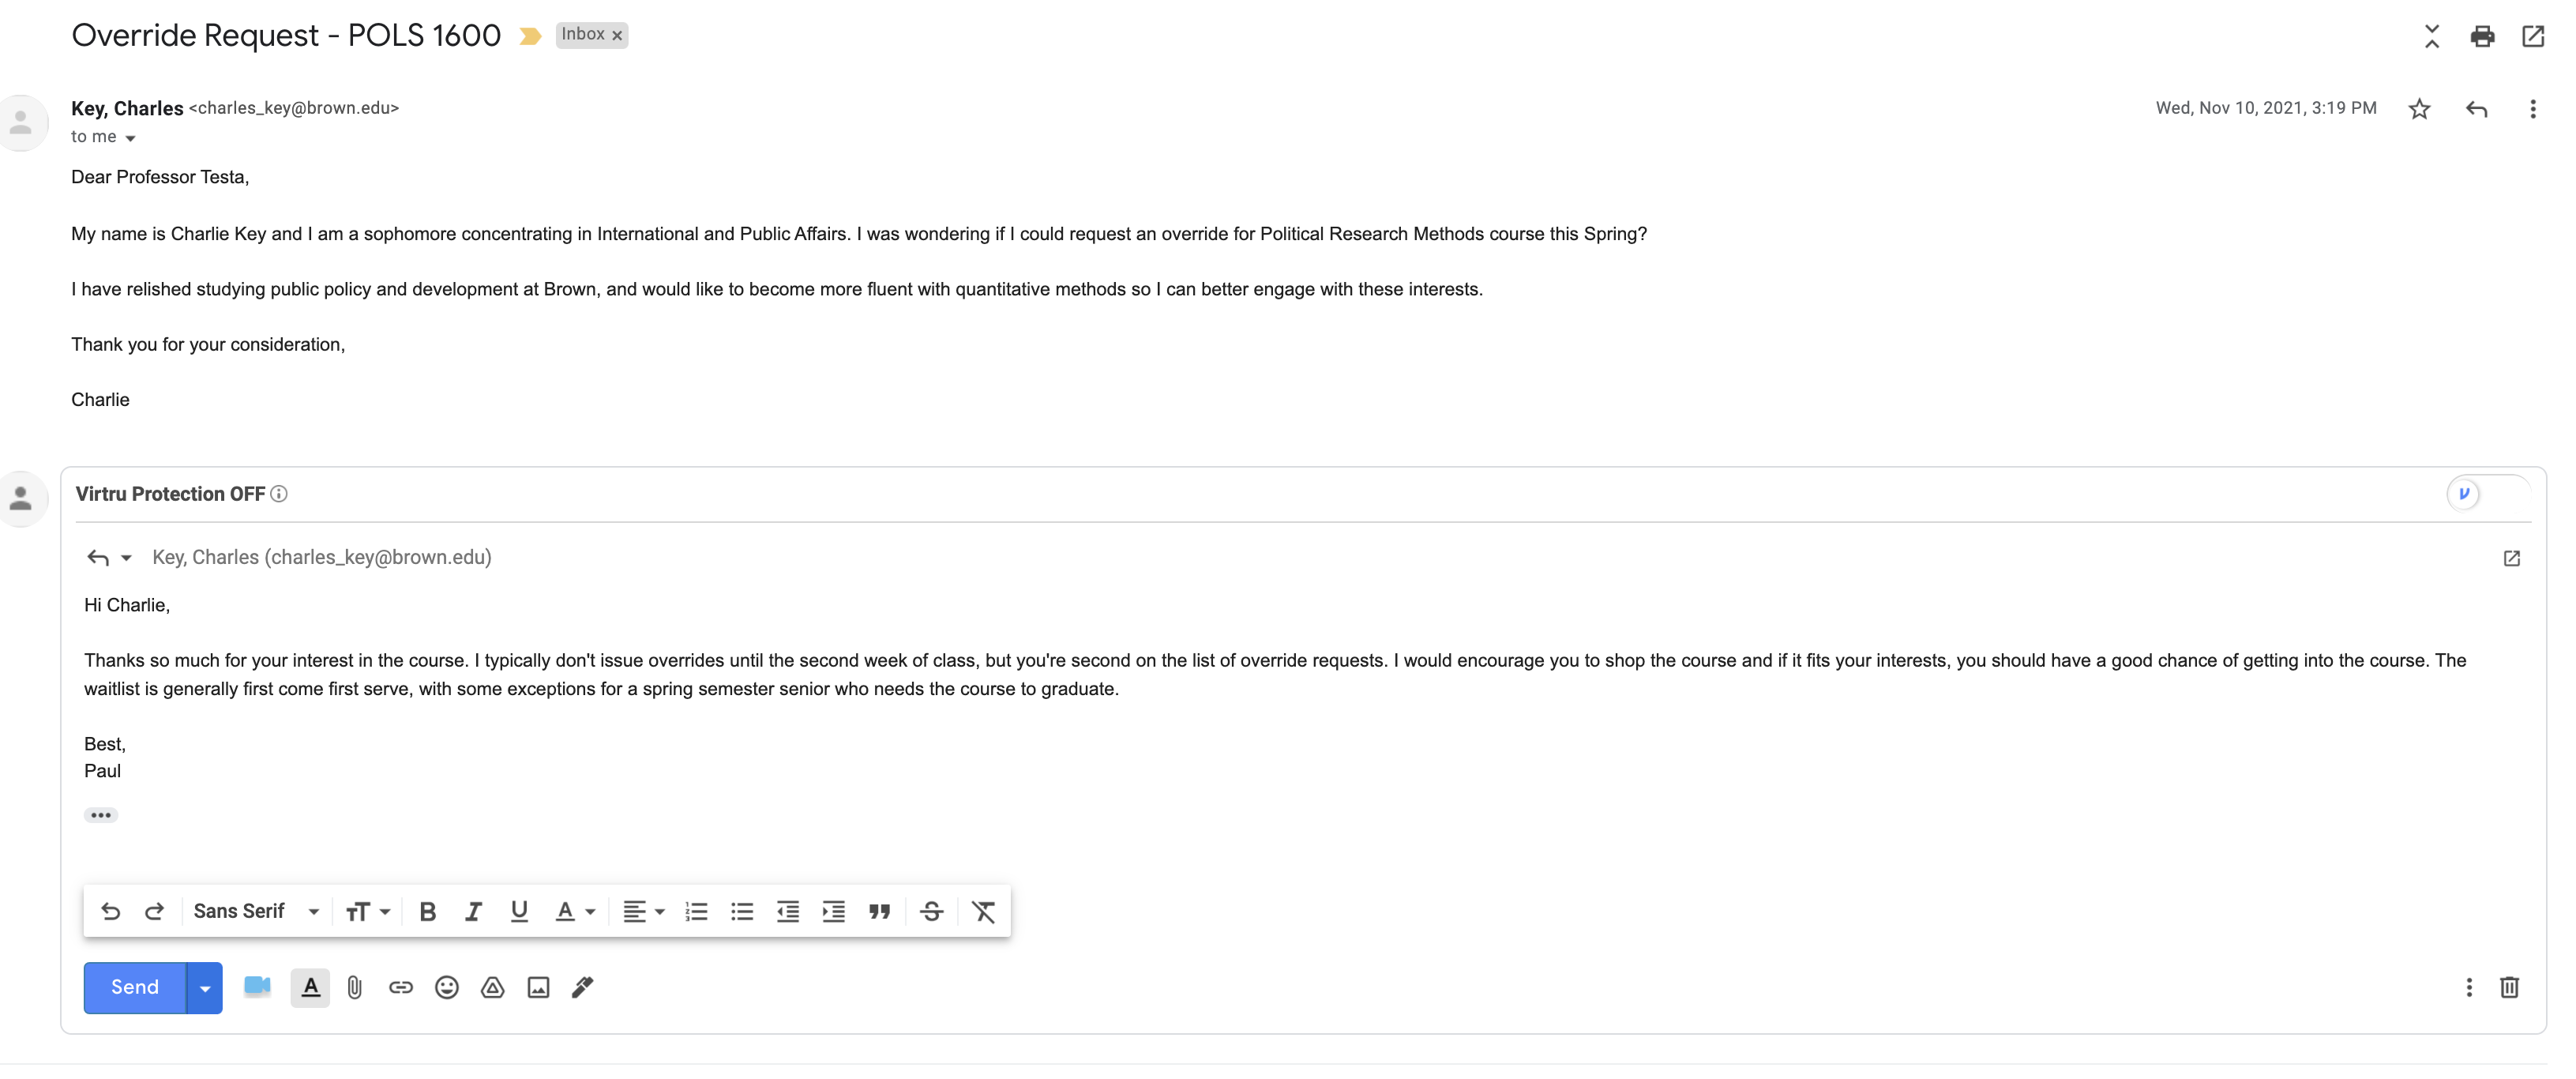 Override Request - POLS 1600 Inbox x
Key, Charles <charles_key@brown.edu> Wed, Nov 10, 2021, 3:19 PM
to me
Dear Professor Testa,
My name is Charlie Key and I am a sophomore concentrating in International and Public Affairs. I was wondering if I could request an override for Political Research Methods course this Spring?
I have relished studying public policy and development at Brown, and would like to become more fluent with quantitative methods so I can better engage with these interests.
Thank you for your consideration,
Charlie
Virtru Protection OFF
Key, Charles (charles_key@brown.edu)
Hi Charlie,
Thanks so much for your interest in the course. I typically don't issue overrides until the second week of class, but you're second on the list of override requests. I would encourage you to shop the course and if it fits your interests, you should have a good chance of getting into the course. The
waitlist is generally first come first serve, with some exceptions for a spring semester senior who needs the course to graduate.
Best,
Paul
Sans Serif
Send